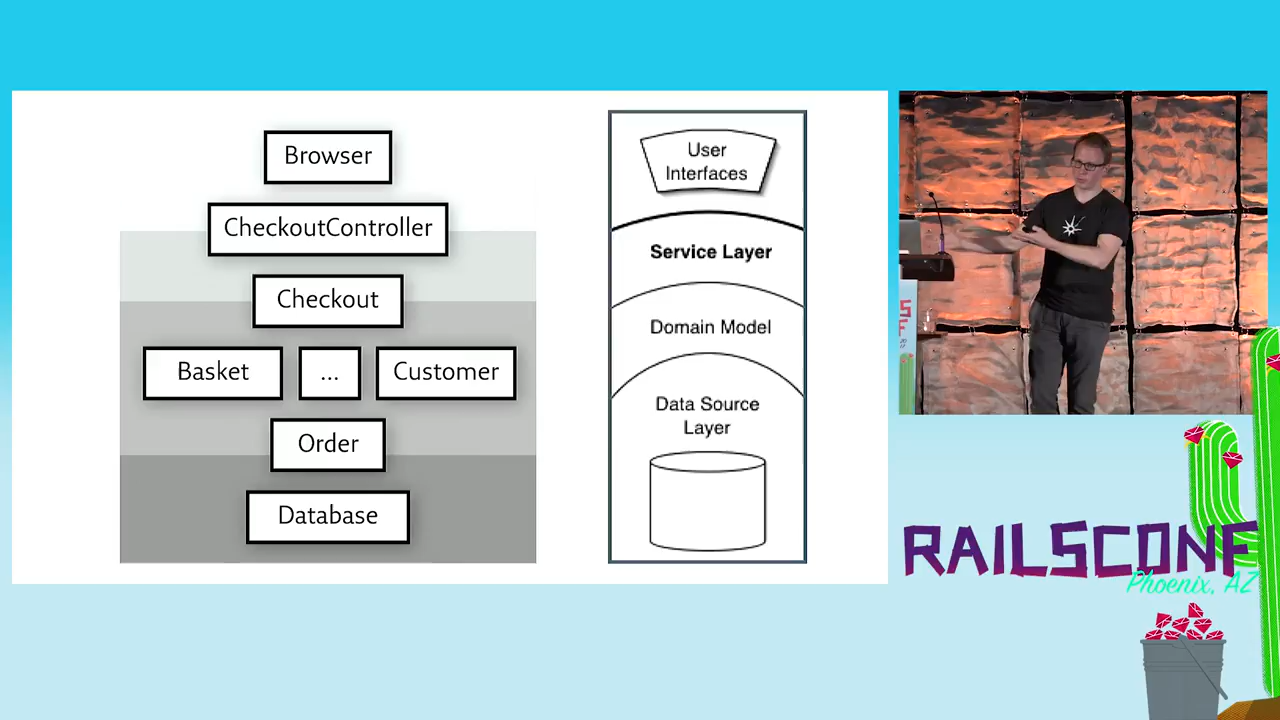 Browser
CheckoutController
Checkout
Basket
...
Customer
Order
Database
User
Interfaces
Service Layer
Domain Model
Data Source
Layer
RAILSCONF
Phoenix, AZ